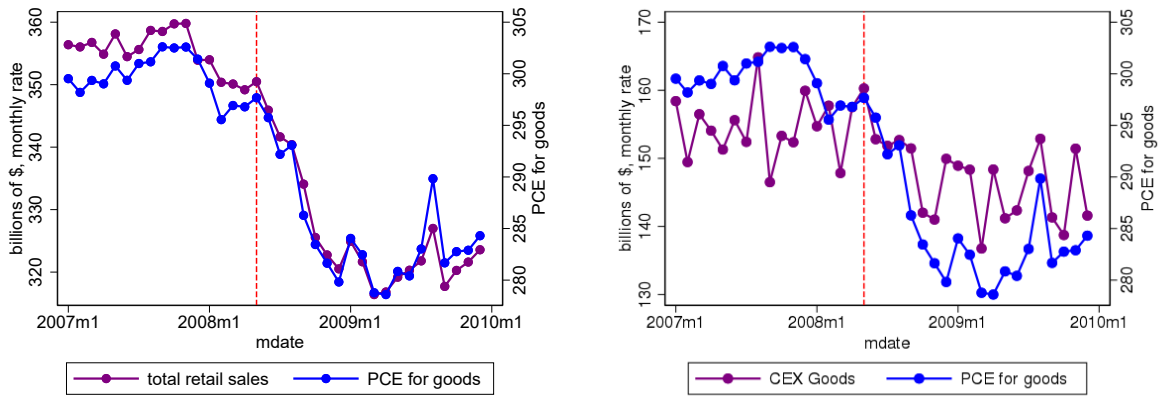 360
350
340
330
320
billions of $, monthly rate
305
300
295
290
285
280
PCE for goods
2007m1 2008m1 2009m1 2010m1
mdate
total retail sales PCE for goods
170
160
150
140
130
billions of $, monthly rate
305
300
295
290
285
280
PCE for goods
2007m1 2008m1 2009m1 2010m1
mdate
CEX Goods PCE for goods